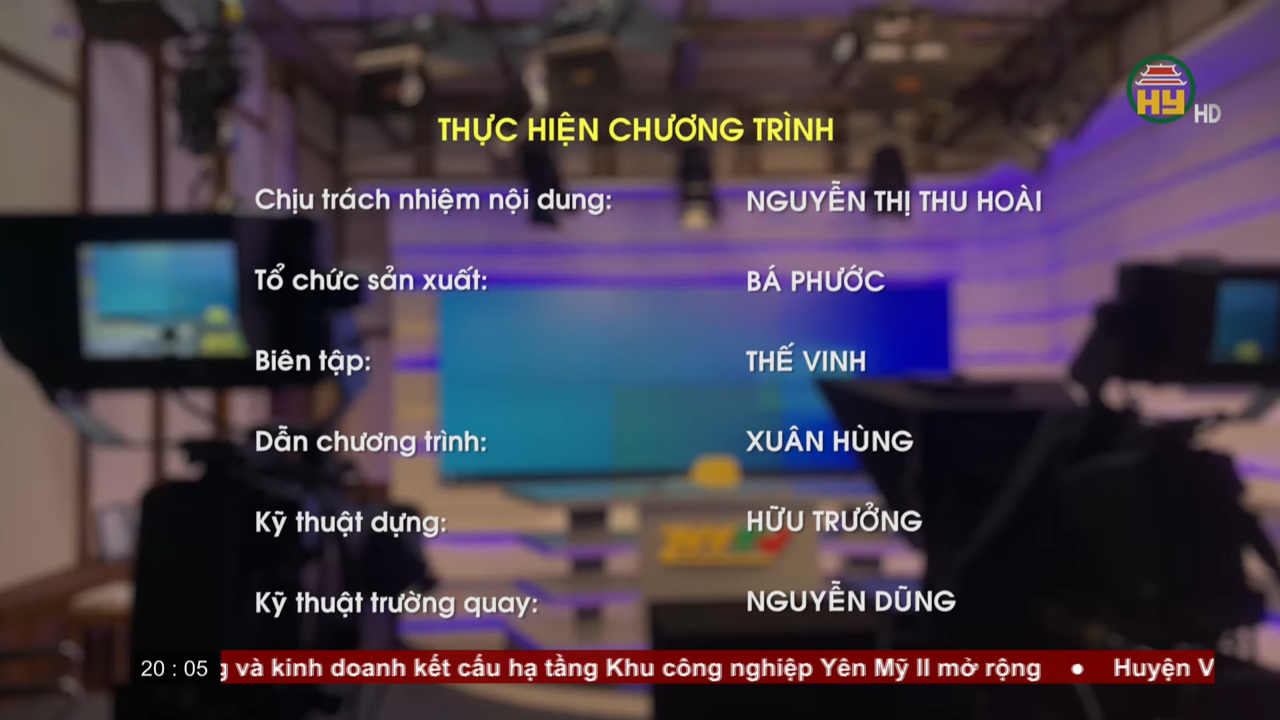 HY HD
THỰC HIỆN CHƯƠNG TRÌNH
Chịu trách nhiệm nội dung: NGUYỄN THỊ THU HOÀI
Tổ chức sản xuất: BÁ PHƯỚC
Biên tập: THẾ VINH
Dẫn chương trình: XUÂN HÙNG
Kỹ thuật dựng: HỮU TRƯỞNG
Kỹ thuật trường quay: NGUYỄN DŨNG
20 : 05 và kinh doanh kết cấu hạ tầng Khu công nghiệp Yên Mỹ II mở rộng • Huyện V